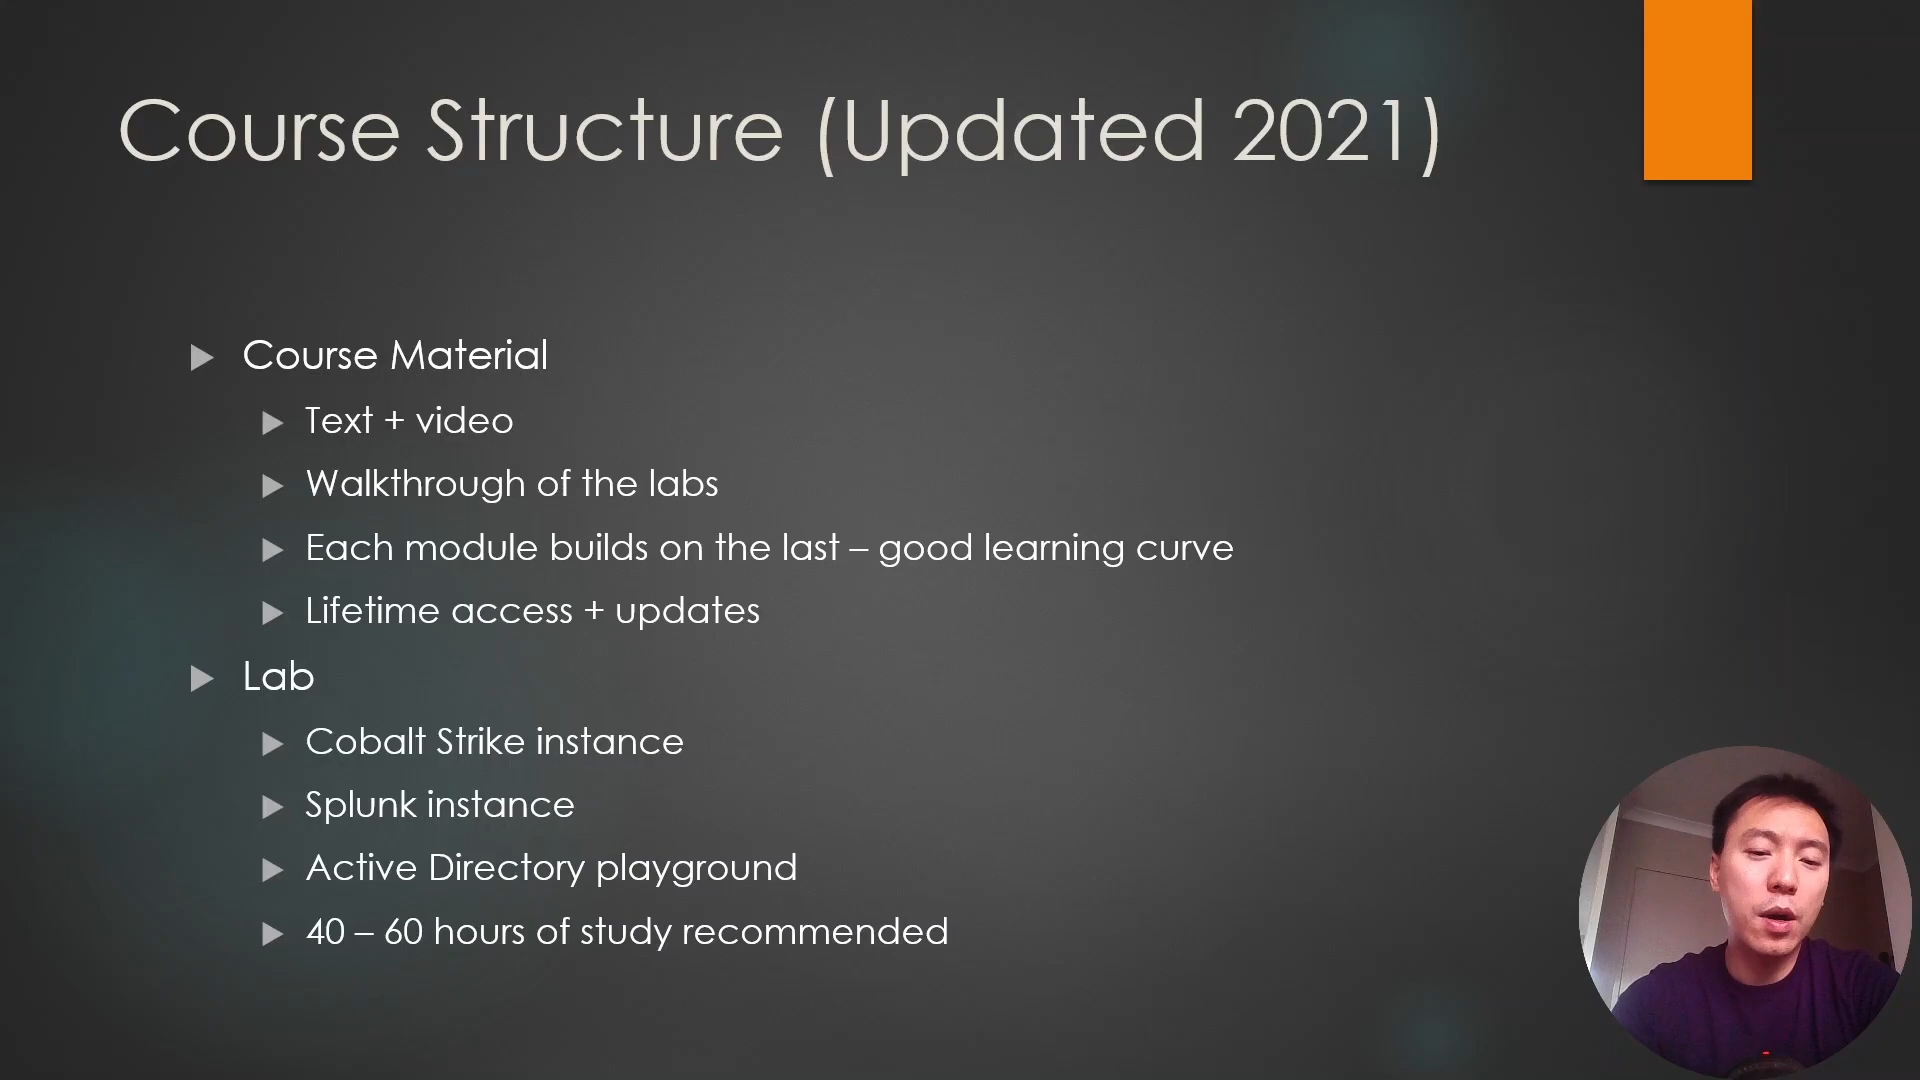 Course Structure (Updated 2021)
Course Material
Text + video
Walkthrough of the labs
Each module builds on the last – good learning curve
Lifetime access + updates
Lab
Cobalt Strike instance
Splunk instance
Active Directory playground
40 – 60 hours of study recommended